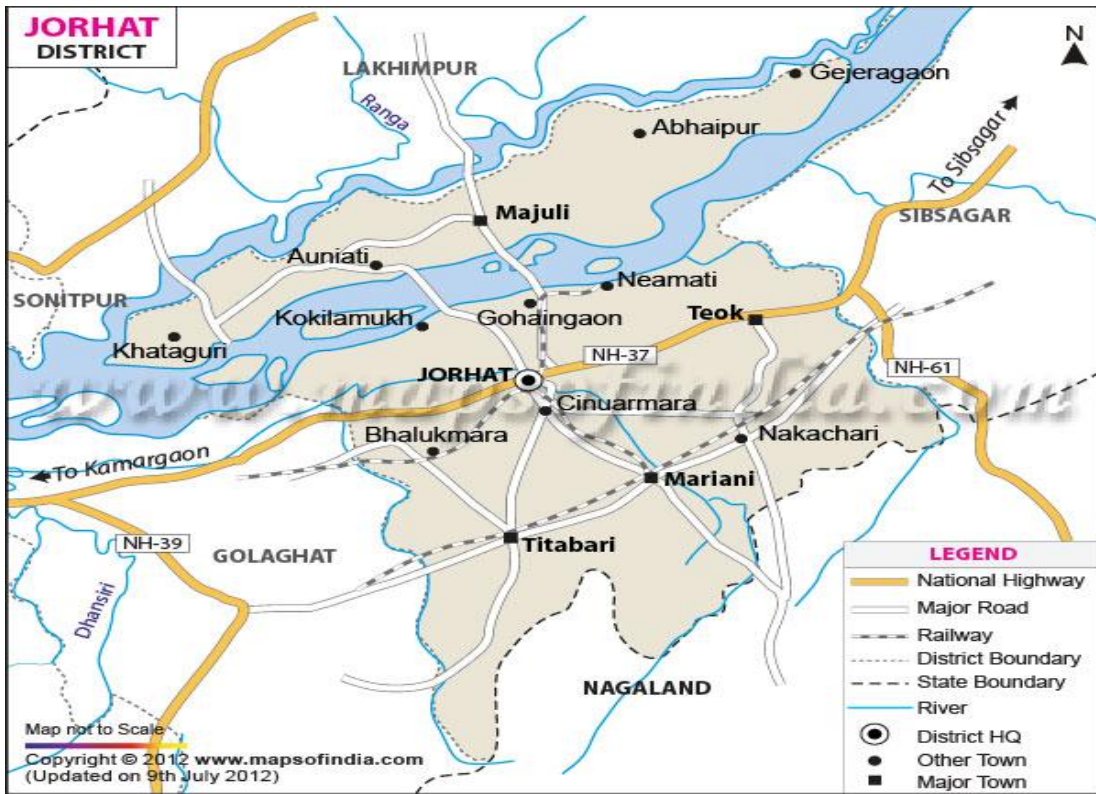 JORHAT
DISTRICT
N
LAKHIMPUR
Ranga
Gejeragaon
Abhaipur
To Sibsagar
SIBSAGAR
Majuli
Auniati
Neamati
SONITPUR
Kokilamukh
Gohaingaon
Teok
Khataguri
NH-37
NH-61
JORHAT
www.mapsofindia.com
Cinuarmara
Bhalukmara
Nakachari
To Kamargaon
Mariani
NH-39
Titabari
GOLAGHAT
Dhansiri
NAGALAND
LEGEND
National Highway
Major Road
Railway
District Boundary
State Boundary
River
District HQ
Other Town
Major Town
Map not to Scale
Copyright © 2012 www.mapsofindia.com
(Updated on 9th July 2012)